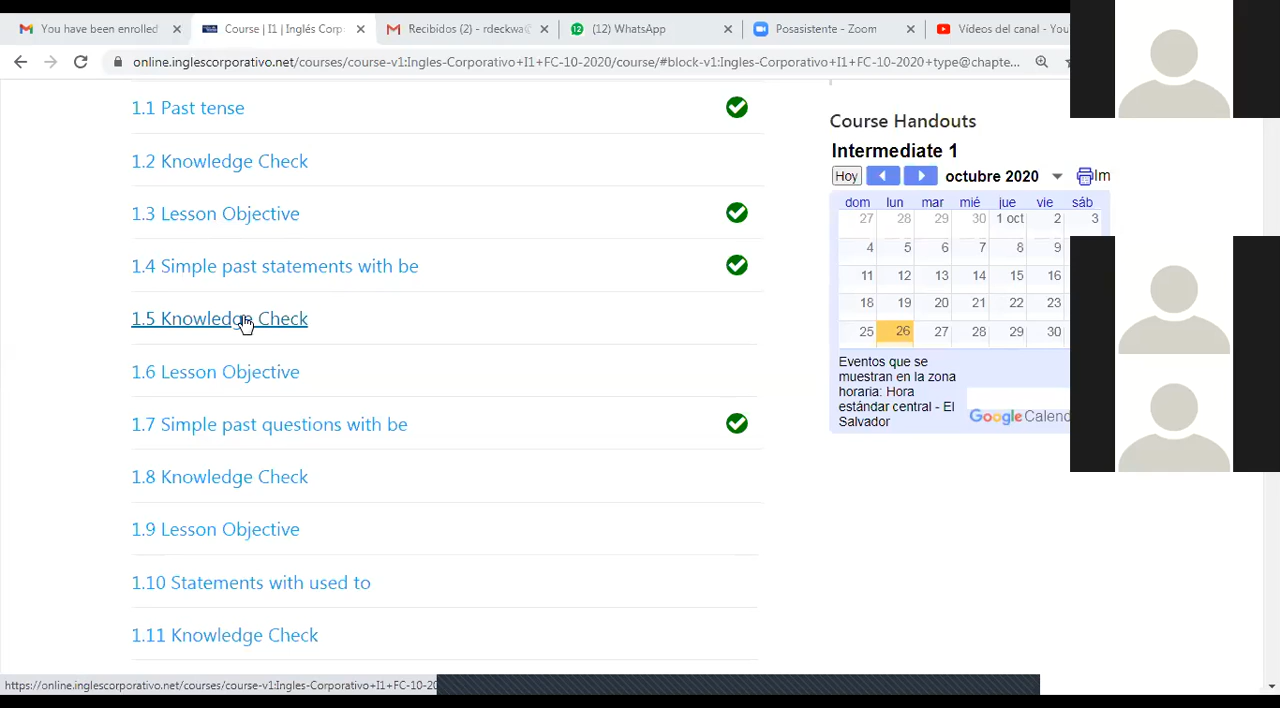 You have been enrolled
Course | I1 | Inglés Corp
Recibidos (2) - rdeckwa
(12) WhatsApp
Posasistente - Zoom
Vídeos del canal - You
online.inglescorporativo.net/courses/course-v1:Ingles-Corporativo+I1+FC-10-2020/course/#block-v1:Ingles-Corporativo+I1+FC-10-2020+type@chapte...
1.1 Past tense
1.2 Knowledge Check
1.3 Lesson Objective
1.4 Simple past statements with be
1.5 Knowledge Check
1.6 Lesson Objective
1.7 Simple past questions with be
1.8 Knowledge Check
1.9 Lesson Objective
1.10 Statements with used to
1.11 Knowledge Check
Course Handouts
Intermediate 1
Hoy octubre 2020 Im
dom lun mar mié jue vie sáb
27 28 29 30 1 oct 2 3
4 5 6 7 8 9
11 12 13 14 15 16
18 19 20 21 22 23
25 26 27 28 29 30
Eventos que se
muestran en la zona
horaria: Hora
estándar central - El
Salvador
Google Calend
https://online.inglescorporativo.net/courses/course-v1:Ingles-Corporativo+I1+FC-10-20